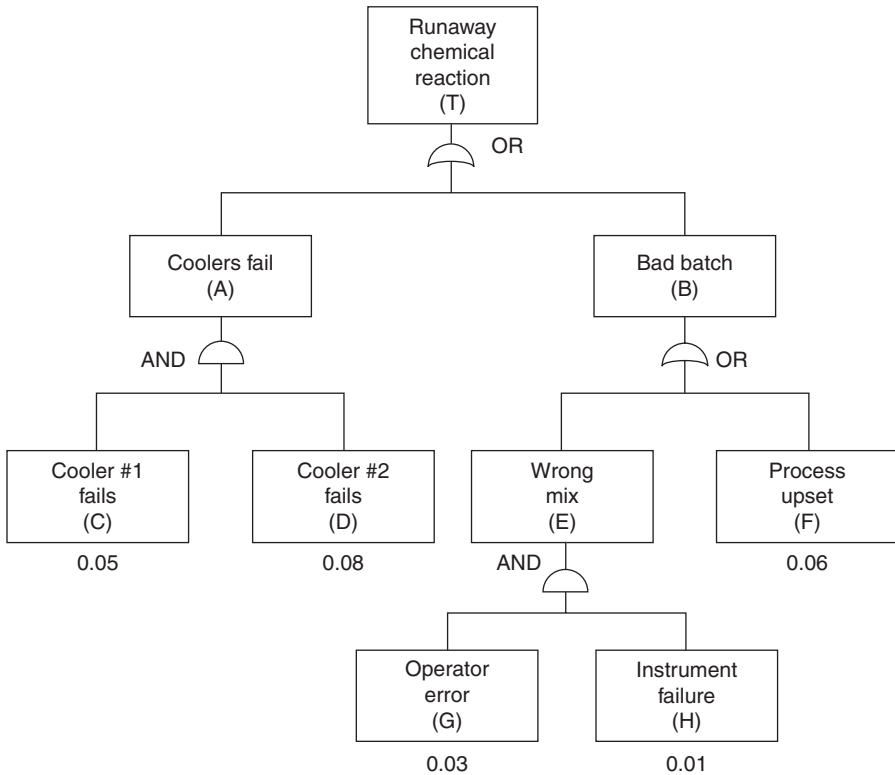 Runaway
chemical
reaction
(T)
OR
Coolers fail
(A)
Bad batch
(B)
AND
OR
Cooler #1
fails
(C)
Cooler #2
fails
(D)
Wrong
mix
(E)
Process
upset
(F)
0.05
0.08
AND
0.06
Operator
error
(G)
Instrument
failure
(H)
0.03
0.01